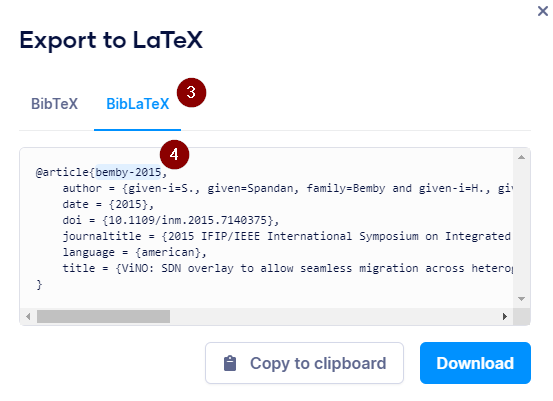 Export to LaTeX
BibTeX
BibLaTeX
3
4
@article{bemby-2015,
author = {given-i=S., given=Spandan, family=Bemby and given-i=H., giv
date = {2015},
doi = {10.1109/inm.2015.7140375},
journaltitle = {2015 IFIP/IEEE International Symposium on Integrated
language = {american},
title = {ViNO: SDN overlay to allow seamless migration across heterog
}
Copy to clipboard
Download